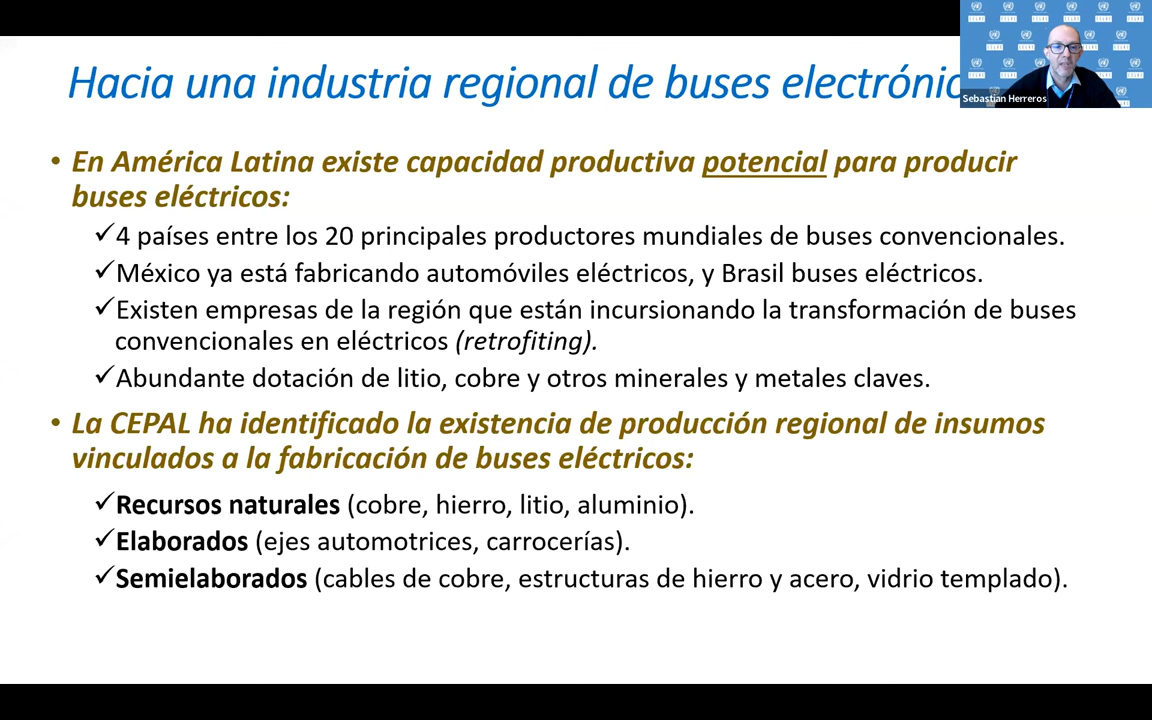 Hacia una industria regional de buses electrónic
Sebastian Herreros
• En América Latina existe capacidad productiva potencial para producir
buses eléctricos:
✓4 países entre los 20 principales productores mundiales de buses convencionales.
✓México ya está fabricando automóviles eléctricos, y Brasil buses eléctricos.
✓Existen empresas de la región que están incursionando la transformación de buses
convencionales en eléctricos (retrofiting).
✓Abundante dotación de litio, cobre y otros minerales y metales claves.
• La CEPAL ha identificado la existencia de producción regional de insumos
vinculados a la fabricación de buses eléctricos:
✓Recursos naturales (cobre, hierro, litio, aluminio).
✓Elaborados (ejes automotrices, carrocerías).
✓Semielaborados (cables de cobre, estructuras de hierro y acero, vidrio templado).